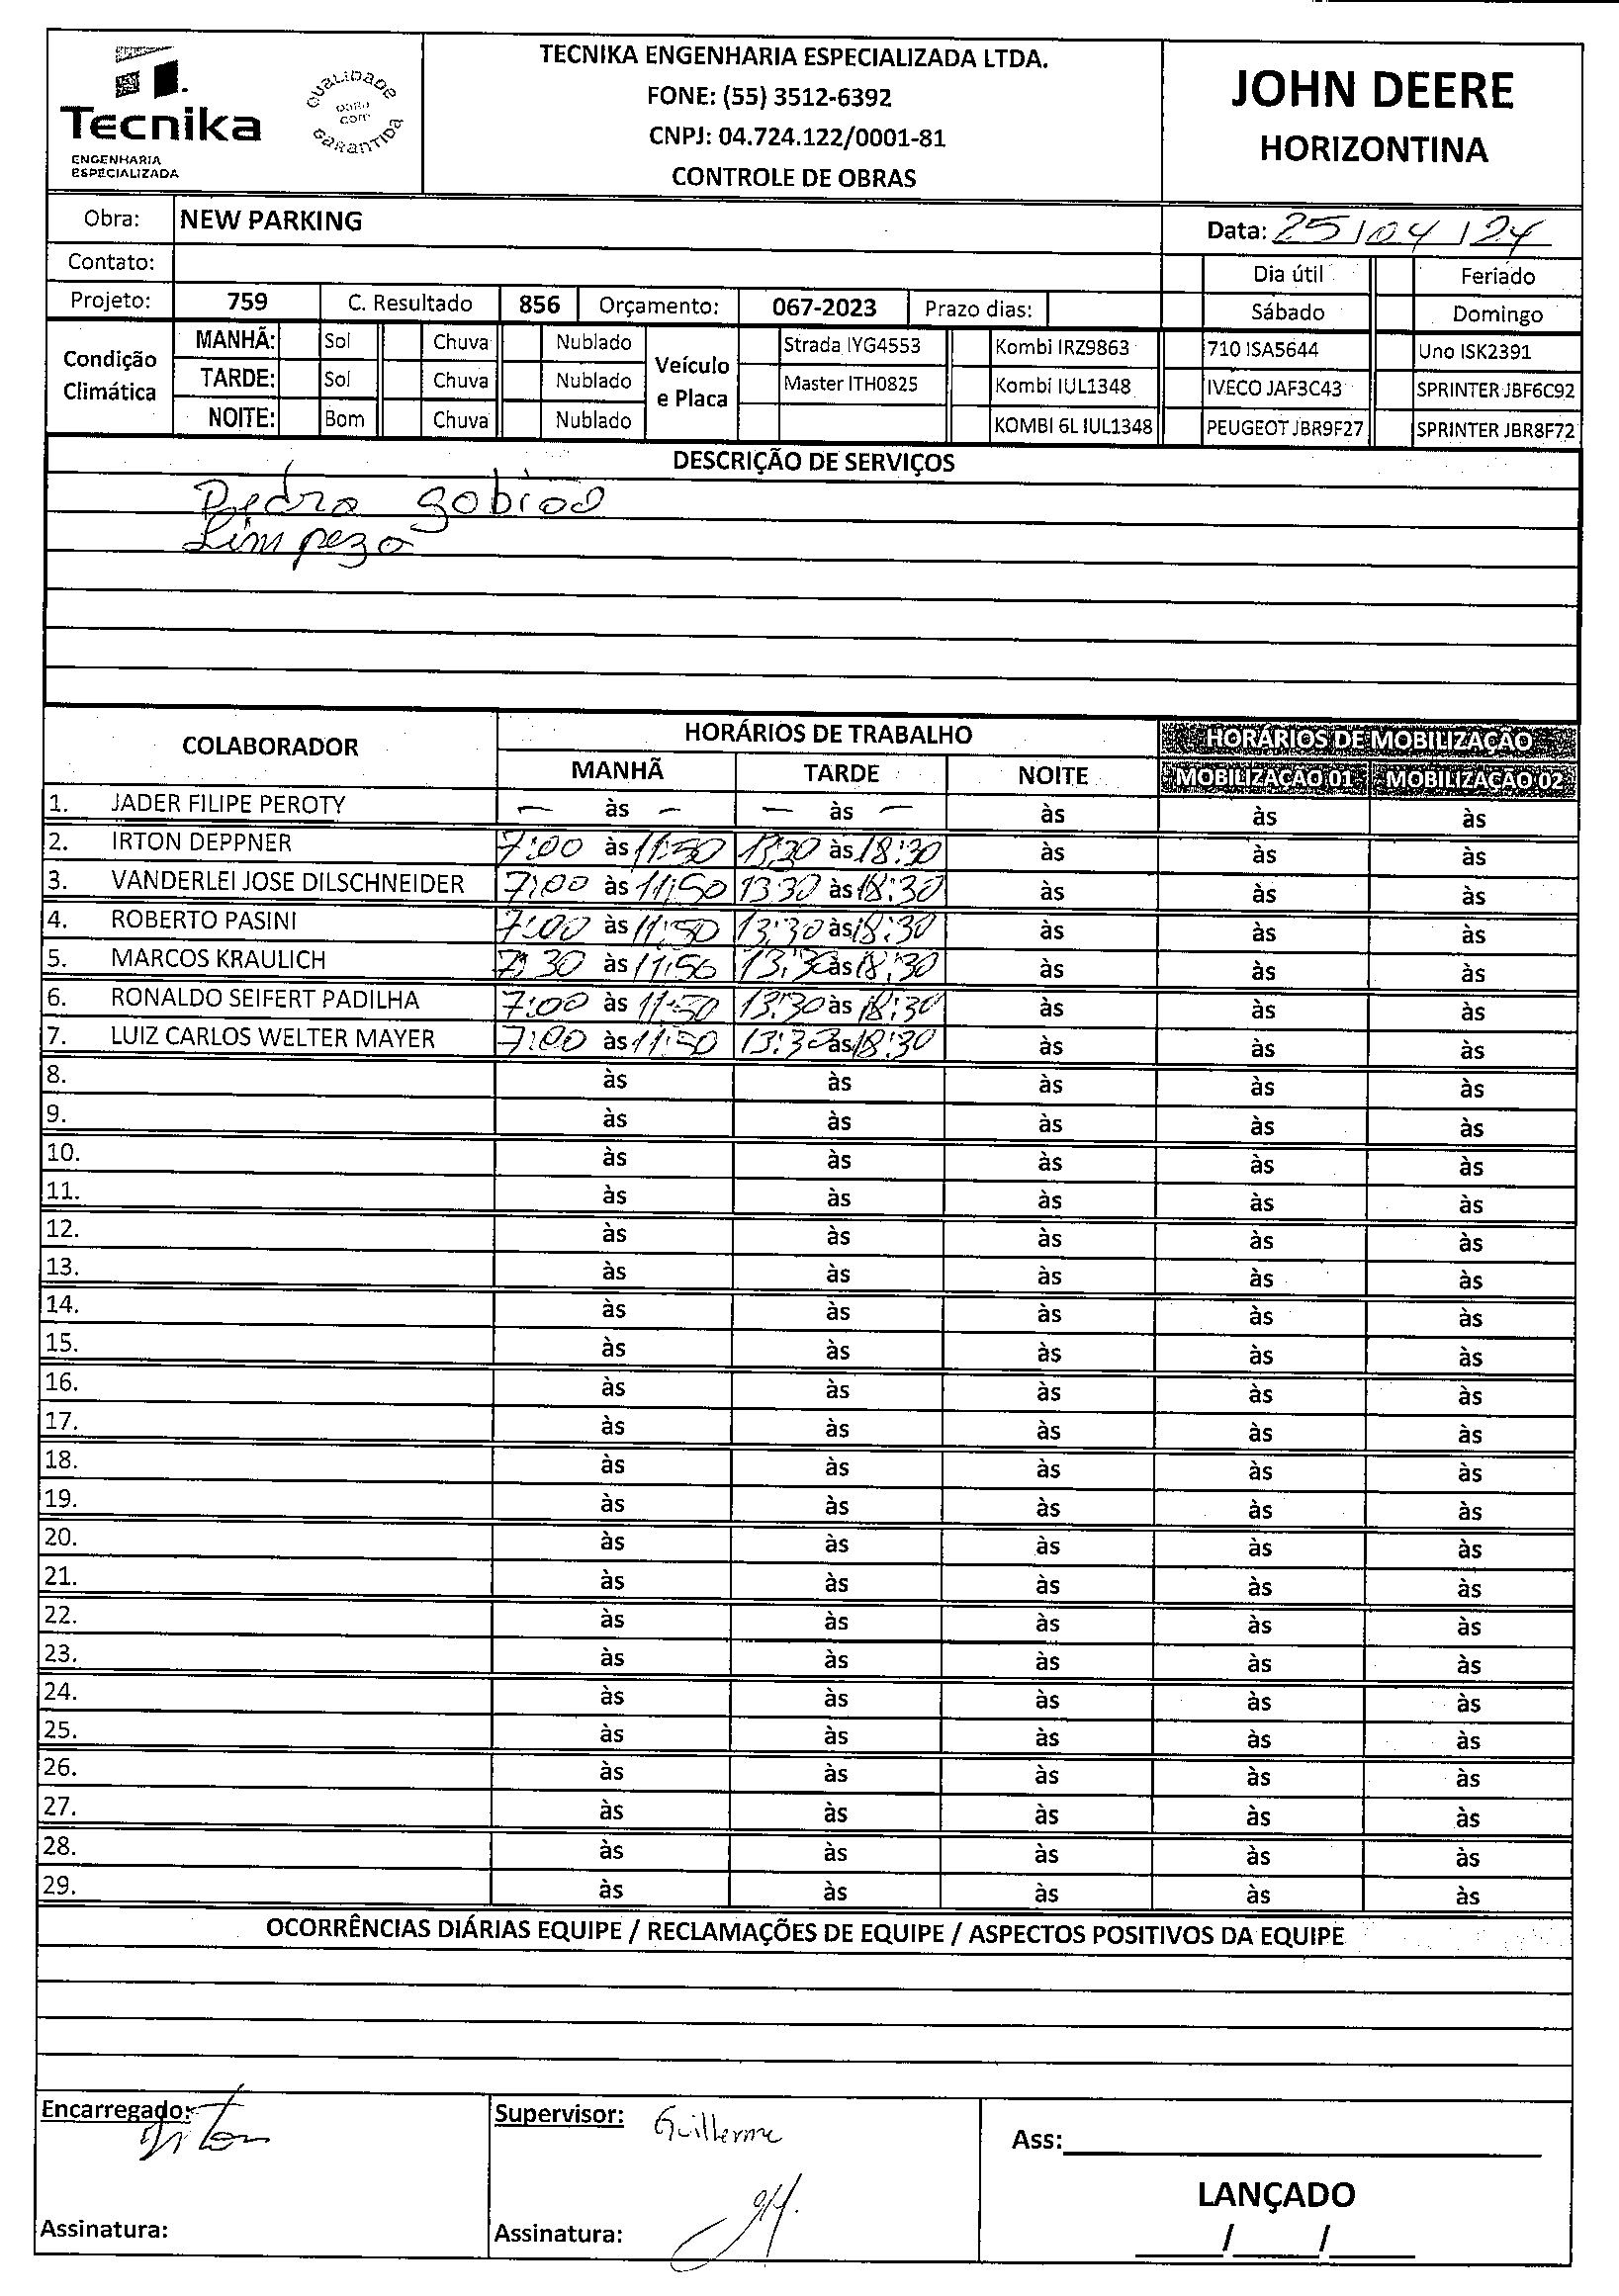 Tecnika
ENGENHARIA
ESPECIALIZADA
QUALIDADE
com
GARANTIDA
TECNIKA ENGENHARIA ESPECIALIZADA LTDA.
FONE: (55) 3512-6392
CNPJ: 04.724.122/0001-81
CONTROLE DE OBRAS
JOHN DEERE
HORIZONTINA
Obra: NEW PARKING
Data: 25/04/24
Contato:
Dia útil Feriado
Projeto: 759 C. Resultado 856 Orçamento: 067-2023 Prazo dias: Sábado Domingo
Condição Climática
MANHÃ: Sol Chuva Nublado
TARDE: Sol Chuva Nublado
NOITE: Bom Chuva Nublado
Veículo e Placa
Strada IYG4553 Kombi IRZ9863 710 ISA5644 Uno ISK2391
Master ITH0825 Kombi IUL1348 IVECO JAF3C43 SPRINTER JBF6C92
KOMBI 6L IUL1348 PEUGEOT JBR9F27 SPRINTER JBR8F72
DESCRIÇÃO DE SERVIÇOS
Pedra gabiao
Limpeza
COLABORADOR HORÁRIOS DE TRABALHO HORÁRIOS DE MOBILIZAÇÃO
MANHÃ TARDE NOITE MOBILIZAÇÃO 01 MOBILIZAÇÃO 02
1. JADER FILIPE PEROTY — às — — às — às às às
2. IRTON DEPPNER 7:00 às 11:50 13:30 às 18:30 às às às
3. VANDERLEI JOSE DILSCHNEIDER 7:00 às 11:50 13:30 às 18:30 às às às
4. ROBERTO PASINI 7:00 às 11:50 13:30 às 18:30 às às às
5. MARCOS KRAULICH 7:30 às 11:50 13:30 às 18:30 às às às
6. RONALDO SEIFERT PADILHA 7:00 às 11:50 13:30 às 18:30 às às às
7. LUIZ CARLOS WELTER MAYER 7:00 às 11:50 13:30 às 18:30 às às às
8. às às às às às
9. às às às às às
10. às às às às às
11. às às às às às
12. às às às às às
13. às às às às às
14. às às às às às
15. às às às às às
16. às às às às às
17. às às às às às
18. às às às às às
19. às às às às às
20. às às às às às
21. às às às às às
22. às às às às às
23. às às às às às
24. às às às às às
25. às às às às às
26. às às às às às
27. às às às às às
28. às às às às às
29. às às às às às
OCORRÊNCIAS DIÁRIAS EQUIPE / RECLAMAÇÕES DE EQUIPE / ASPECTOS POSITIVOS DA EQUIPE
Encarregado: Irton
Supervisor: Guilherme
Ass:
LANÇADO
Assinatura:
Assinatura: